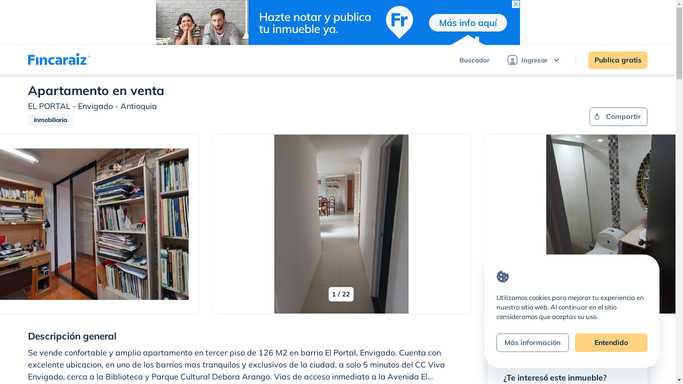 Hazte notar y publica
tu inmueble ya.
Fr
Más info aquí
Fincaraiz
Buscador
Ingresar
Publica gratis
Apartamento en venta
EL PORTAL - Envigado - Antioquia
Inmobiliaria
Compartir
1 / 22
Utilizamos cookies para mejorar tu experiencia en
nuestro sitio web. Al continuar en el sitio
consideramos que aceptas su uso.
Más información
Entendido
Descripción general
Se vende confortable y amplio apartamento en tercer piso de 126 M2 en barrio El Portal, Envigado. Cuenta con
excelente ubicacion, en uno de los barrios mas tranquilos y exclusivos de la ciudad, a solo 5 minutos del CC Viva
Envigado, cerca a la Biblioteca y Parque Cultural Debora Arango. Vias de acceso inmediato a la Avenida El...
¿Te interesó este inmueble?